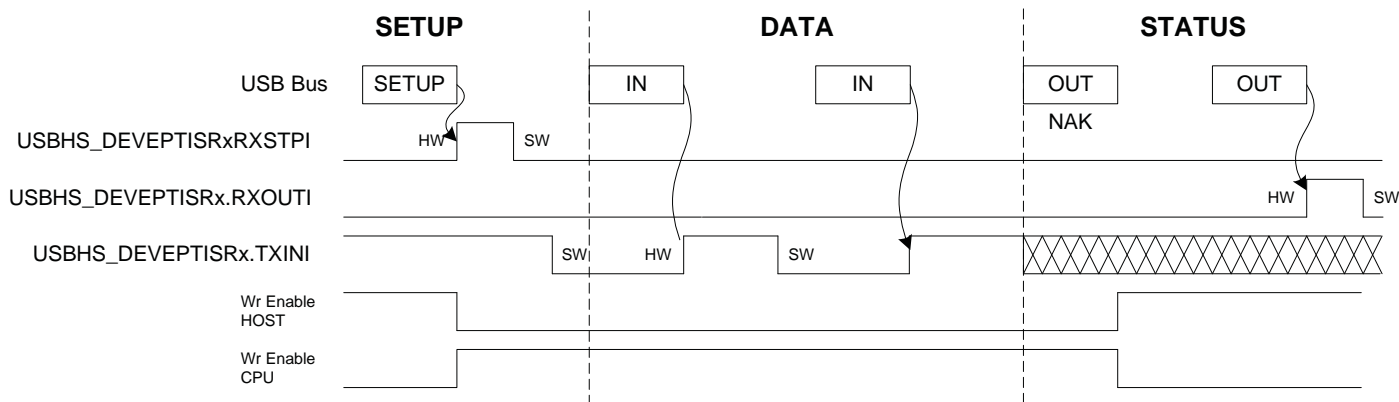 SETUP DATA STATUS
USB Bus SETUP IN IN OUT OUT
NAK
USBHS_DEVEPTISRxRXSTPI HW SW
USBHS_DEVEPTISRx.RXOUTI HW SW
USBHS_DEVEPTISRx.TXINI SW HW SW
Wr Enable
HOST
Wr Enable
CPU